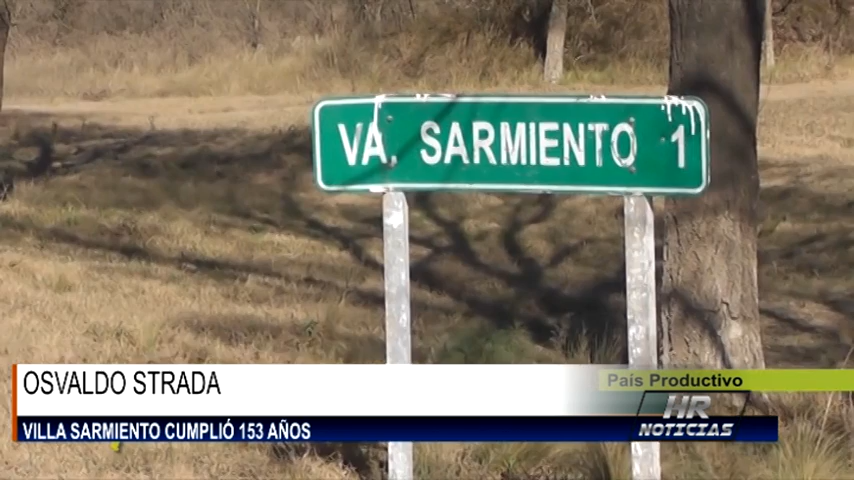 VA. SARMIENTO 1
OSVALDO STRADA
País Productivo
HR
NOTICIAS
VILLA SARMIENTO CUMPLIÓ 153 AÑOS